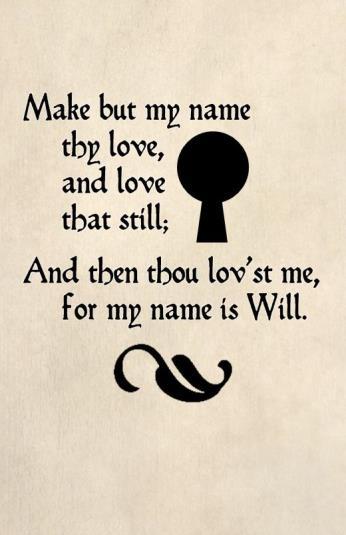 Make but my name
thy love,
and love
that still;
And then thou lov'st me,
for my name is Will.